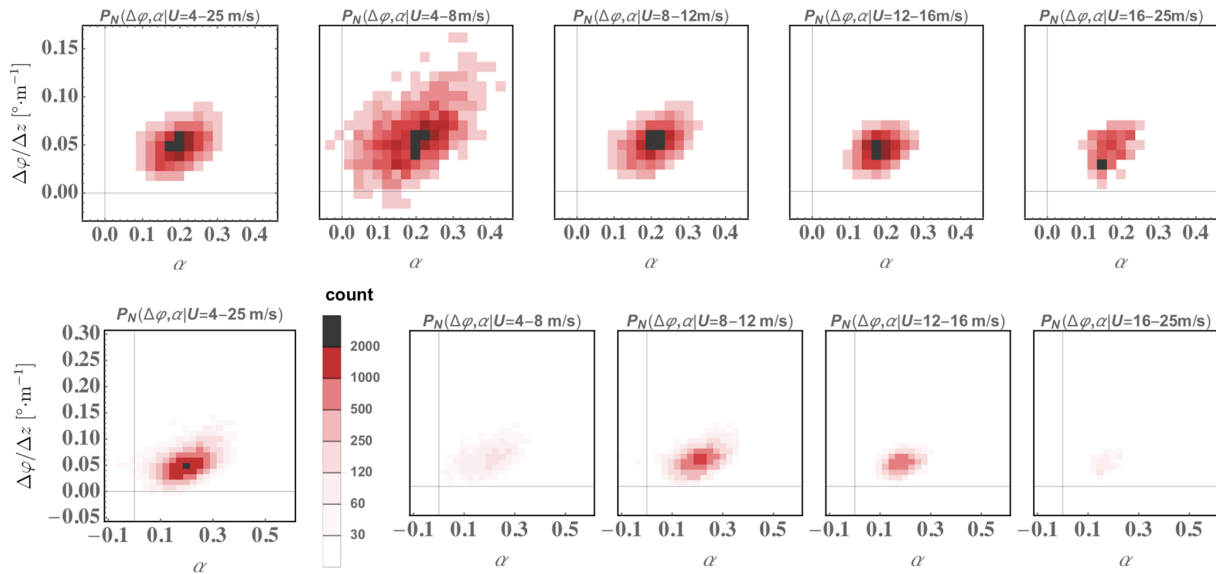 P_N(Δφ,α|U=4−25 m/s) P_N(Δφ,α|U=4−8m/s) P_N(Δφ,α|U=8−12m/s) P_N(Δφ,α|U=12−16m/s) P_N(Δφ,α|U=16−25m/s)
Δφ/Δz [°·m⁻¹]
0.15
0.10
0.05
0.00
0.0 0.1 0.2 0.3 0.4 0.0 0.1 0.2 0.3 0.4 0.0 0.1 0.2 0.3 0.4 0.0 0.1 0.2 0.3 0.4 0.0 0.1 0.2 0.3 0.4
α α α α α
P_N(Δφ,α|U=4−25 m/s) count P_N(Δφ,α|U=4−8 m/s) P_N(Δφ,α|U=8−12 m/s) P_N(Δφ,α|U=12−16 m/s) P_N(Δφ,α|U=16−25m/s)
Δφ/Δz [°·m⁻¹]
0.30
0.25
0.20
0.15
0.10
0.05
0.00
−0.05
2000
1000
500
250
120
60
30
−0.1 0.1 0.3 0.5 −0.1 0.1 0.3 0.5 −0.1 0.1 0.3 0.5 −0.1 0.1 0.3 0.5 −0.1 0.1 0.3 0.5
α α α α α